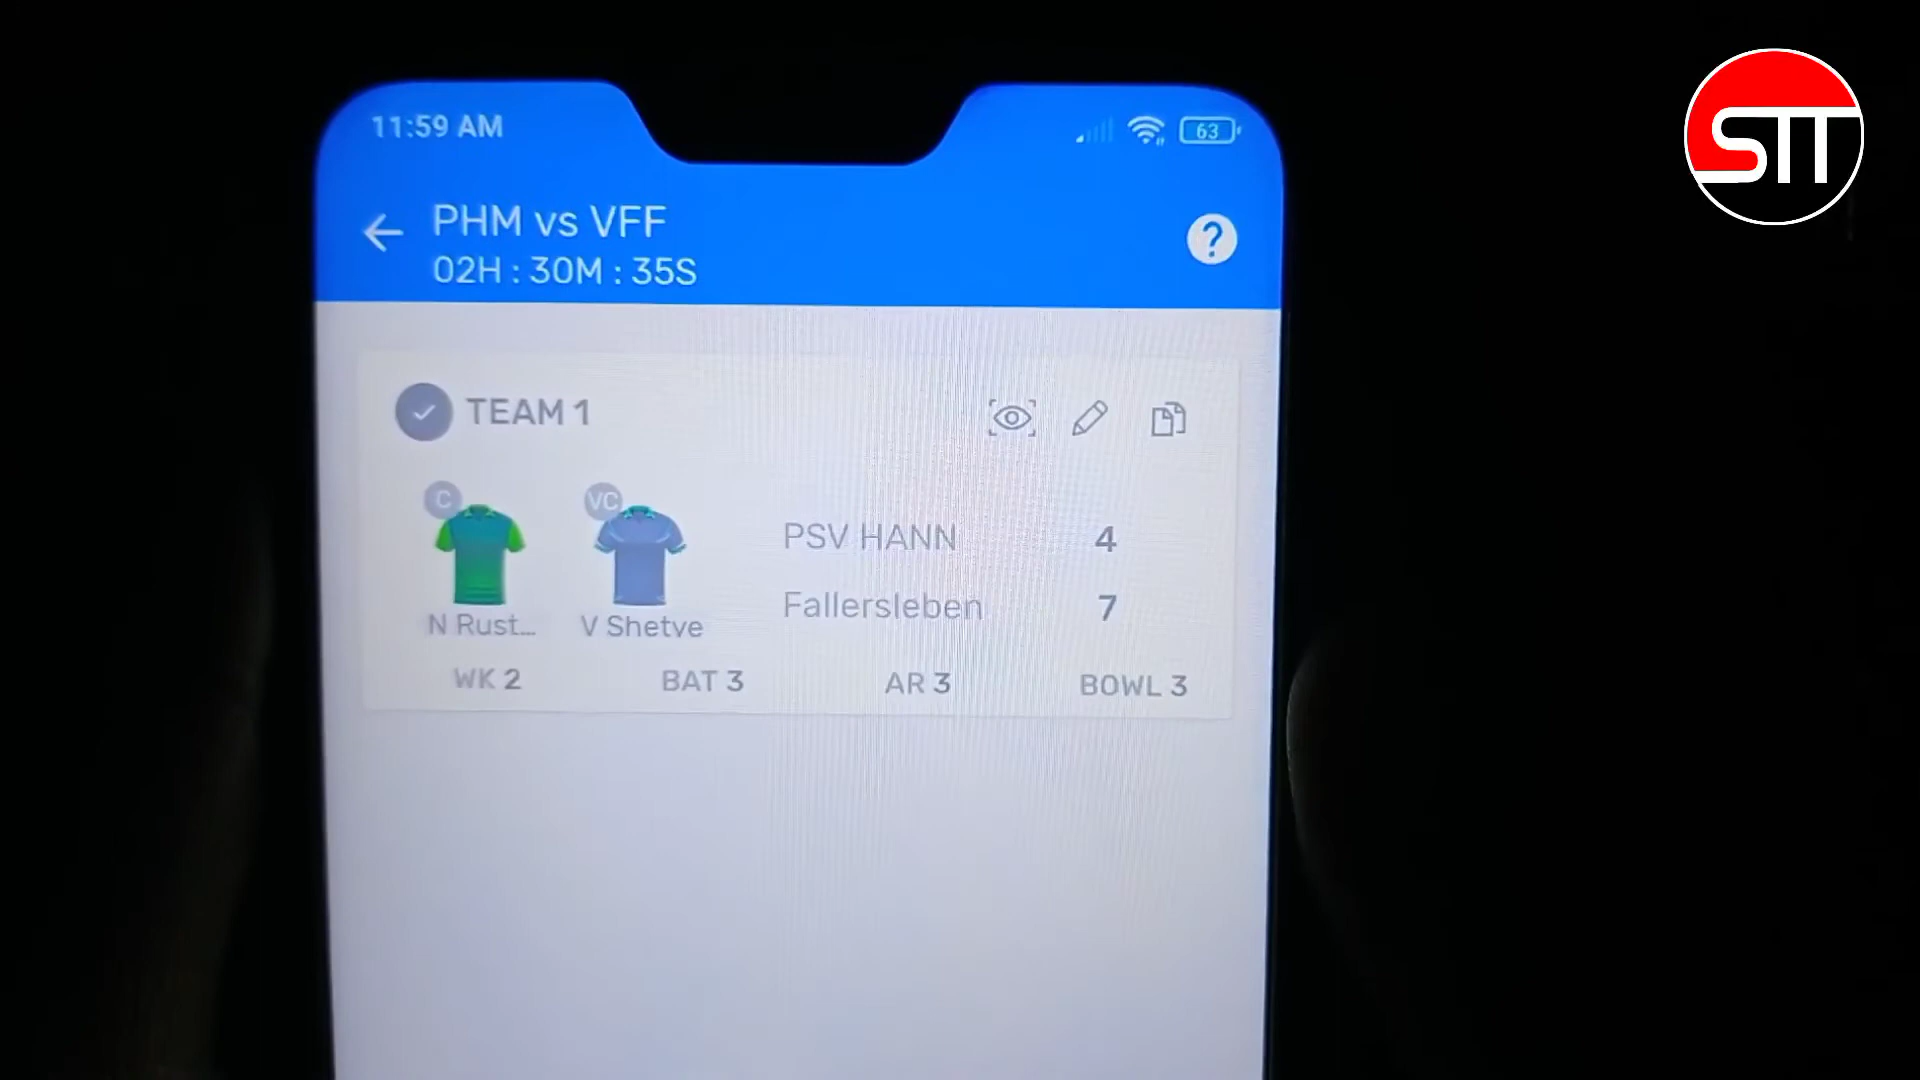 STT
11:59 AM
63
PHM vs VFF
?
02H : 30M : 35S
TEAM 1
C
VC
PSV HANN 4
Fallersleben 7
N Rust...
V Shetve
WK 2
BAT 3
AR 3
BOWL 3